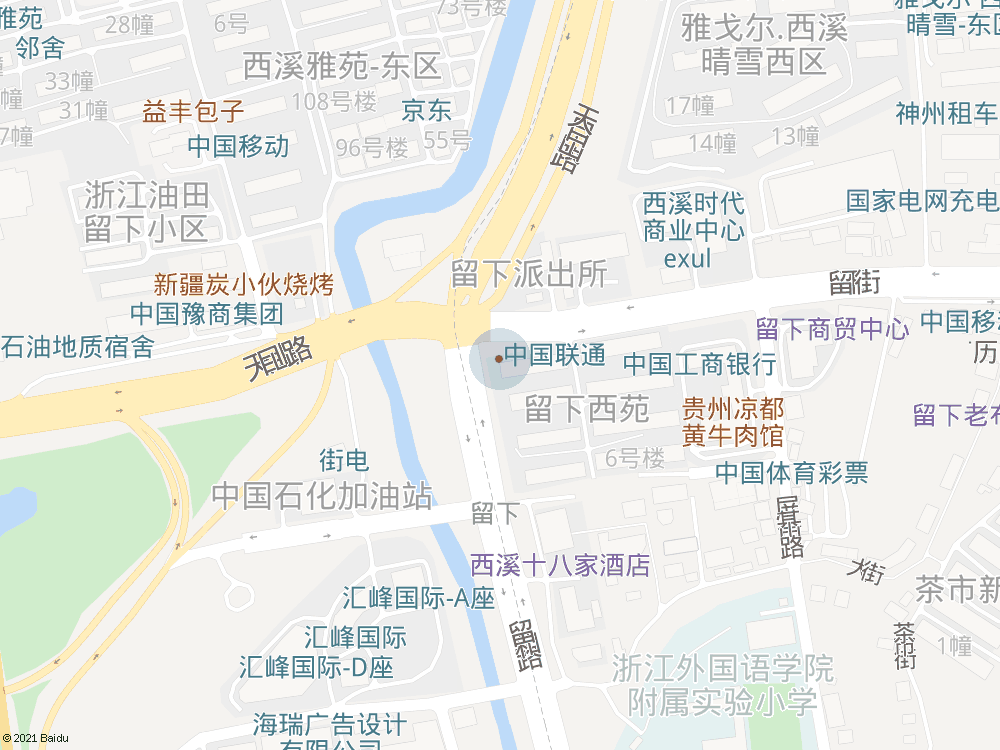 雅苑
邻舍
28幢
6号
73号楼
雅戈尔.西溪
晴雪西区
雅戈尔.西
晴雪-东区
西溪雅苑-东区
33幢
31幢
108号楼
京东
17幢
益丰包子
神州租车
中国移动
96号楼
55号
14幢
13幢
天目山路
浙江油田
留下小区
西溪时代
商业中心
exul
国家电网充电
留下派出所
新疆炭小伙烧烤
留下街
中国豫商集团
留下商贸中心
石油地质宿舍
天目山路
中国联通
中国工商银行
历
留下西苑
贵州凉都
黄牛肉馆
留下老布
街电
6号楼
中国体育彩票
中国石化加油站
留下
屏基路
西溪十八家酒店
大街
汇峰国际-A座
茶市新
汇峰国际
留和路
茶市街
1幢
汇峰国际-D座
浙江外国语学院
附属实验小学
海瑞广告设计
有限公司
© 2021 Baidu